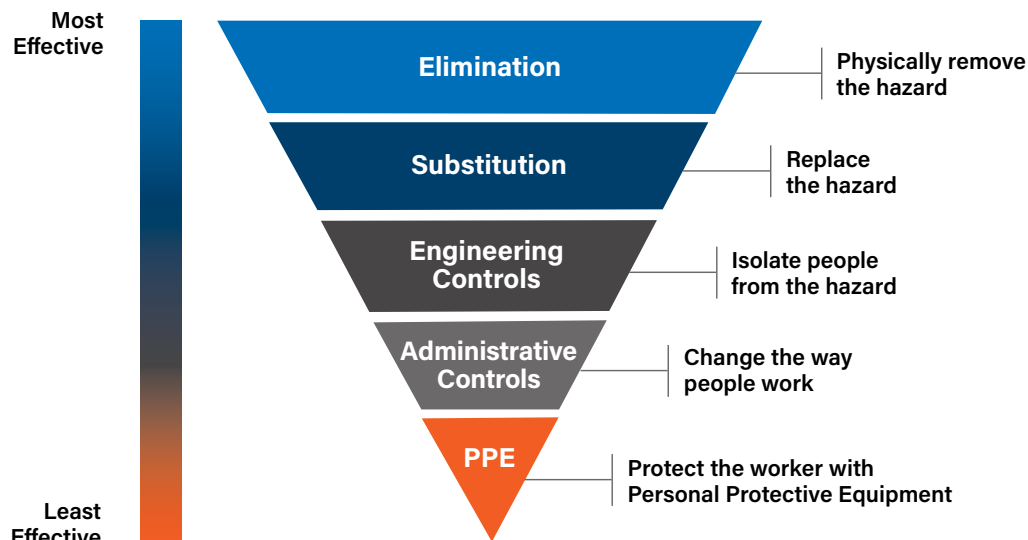 Most
Effective
Elimination
Physically remove
the hazard
Substitution
Replace
the hazard
Engineering
Controls
Isolate people
from the hazard
Administrative
Controls
Change the way
people work
PPE
Protect the worker with
Personal Protective Equipment
Least
Effective